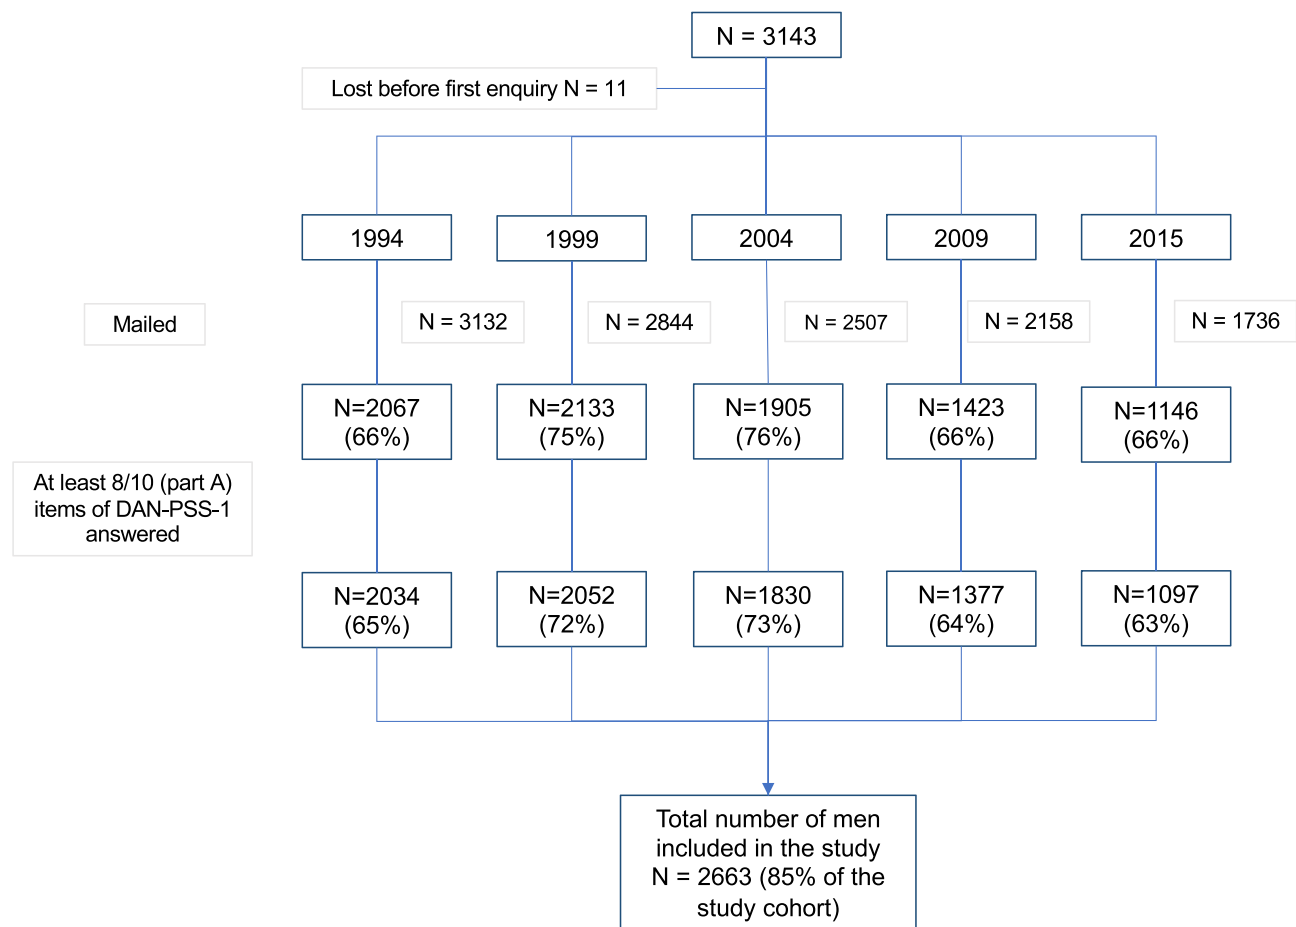 N = 3143
Lost before first enquiry N = 11
1994
1999
2004
2009
2015
Mailed
N = 3132
N = 2844
N = 2507
N = 2158
N = 1736
N=2067
(66%)
N=2133
(75%)
N=1905
(76%)
N=1423
(66%)
N=1146
(66%)
At least 8/10 (part A)
items of DAN-PSS-1
answered
N=2034
(65%)
N=2052
(72%)
N=1830
(73%)
N=1377
(64%)
N=1097
(63%)
Total number of men
included in the study
N = 2663 (85% of the
study cohort)